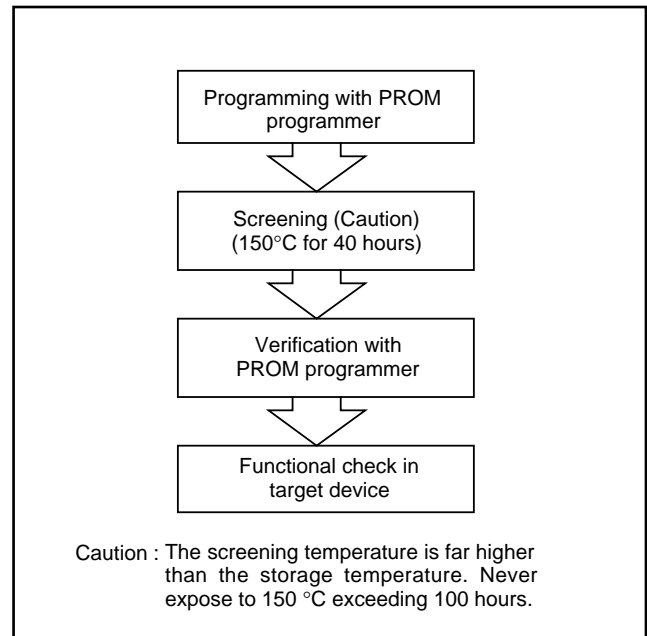 Programming with PROM
programmer
Screening (Caution)
(150°C for 40 hours)
Verification with
PROM programmer
Functional check in
target device
Caution : The screening temperature is far higher
than the storage temperature. Never
expose to 150 °C exceeding 100 hours.